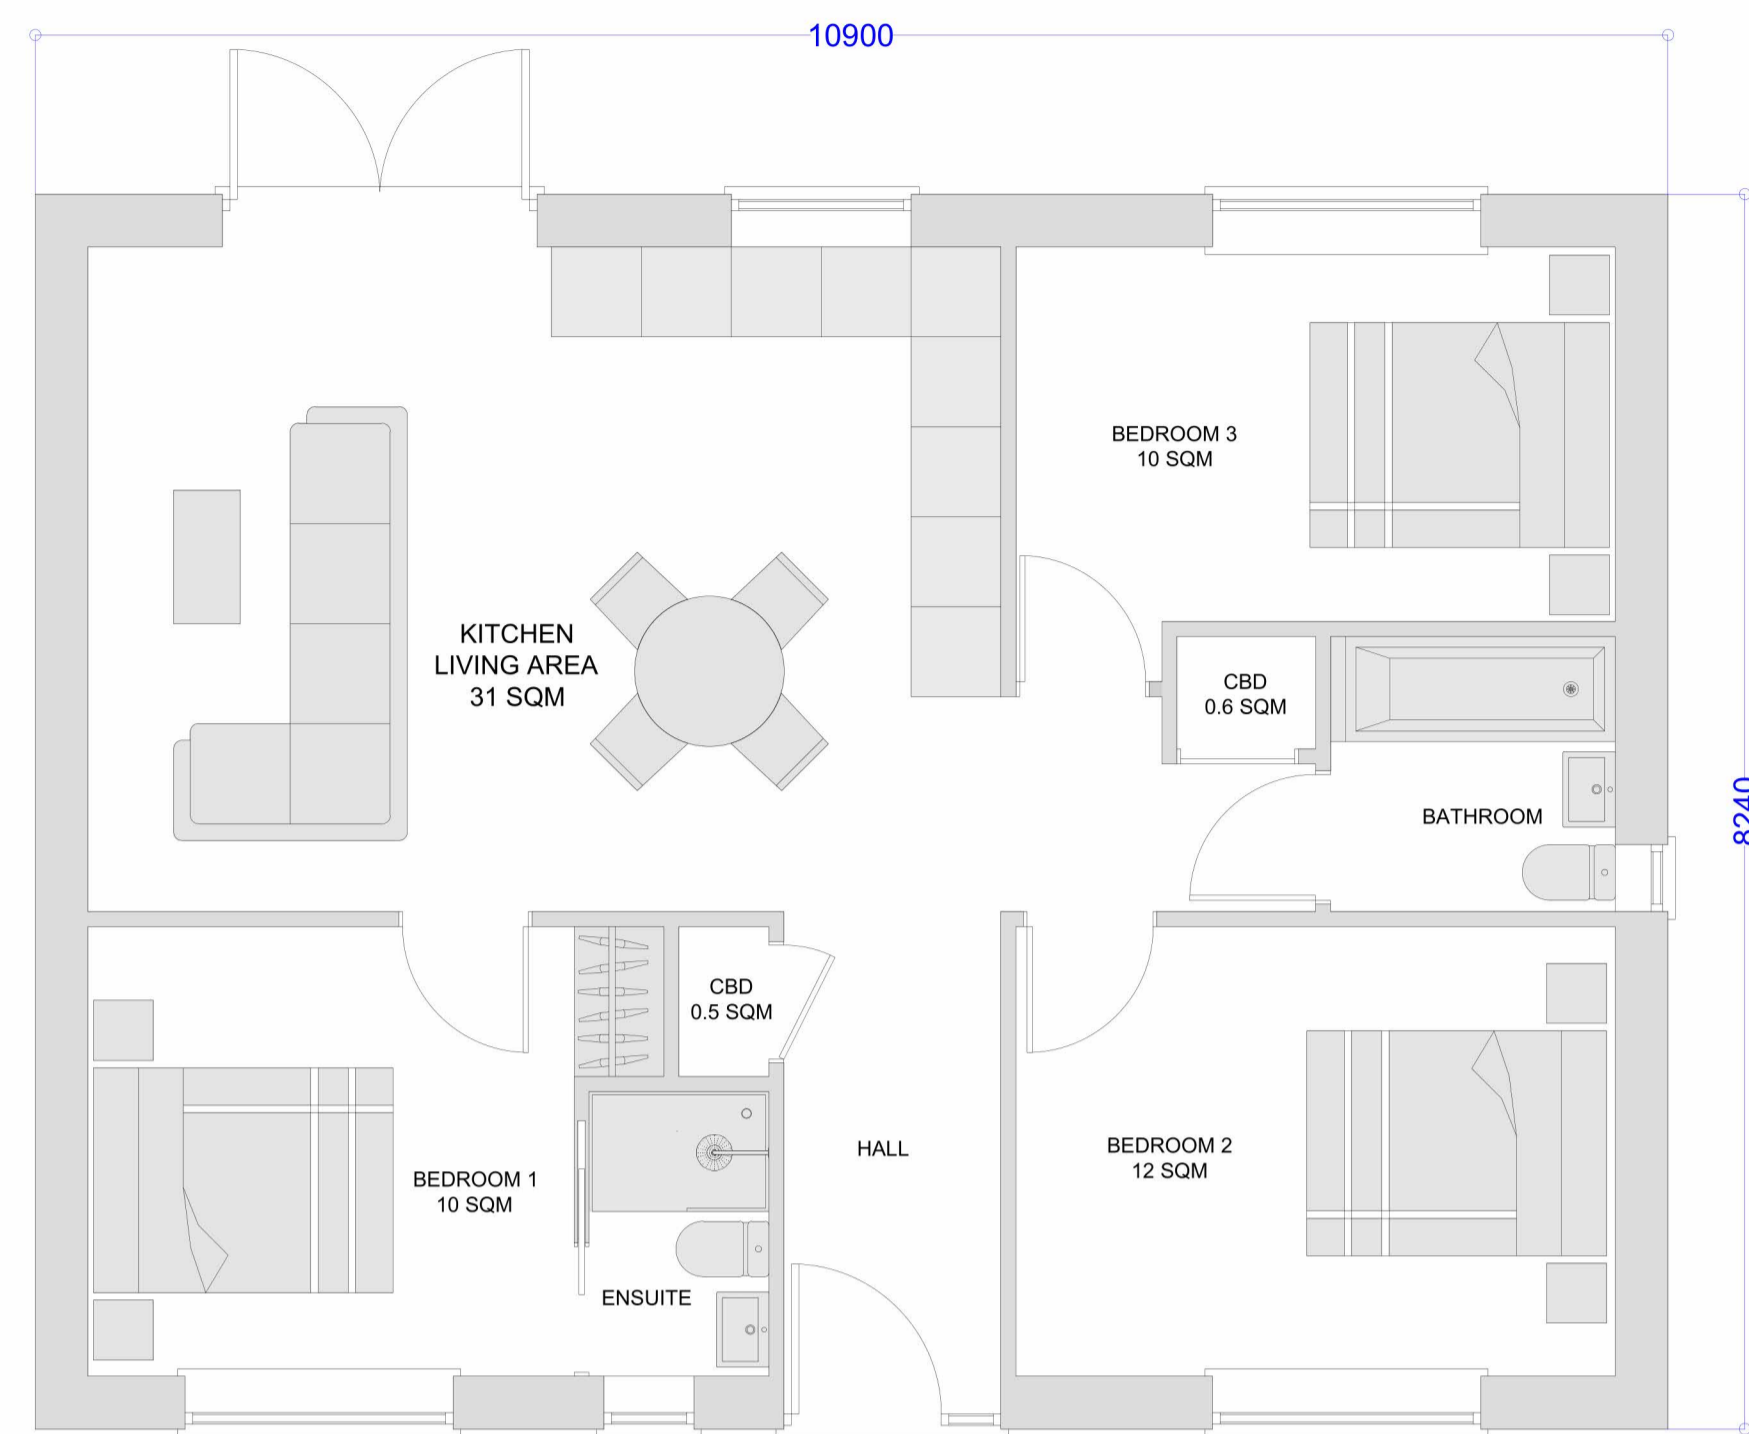 10900
BEDROOM 3
10 SQM
KITCHEN
LIVING AREA
31 SQM
CBD
0.6 SQM
BATHROOM
8240
CBD
0.5 SQM
HALL
BEDROOM 2
12 SQM
BEDROOM 1
10 SQM
ENSUITE